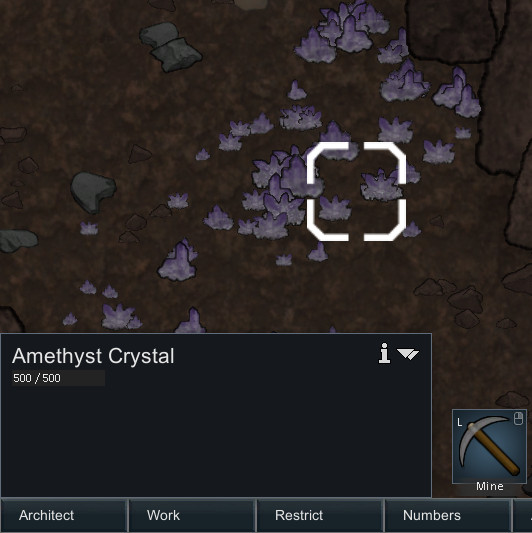 Amethyst Crystal
500 / 500
L
Mine
Architect
Work
Restrict
Numbers